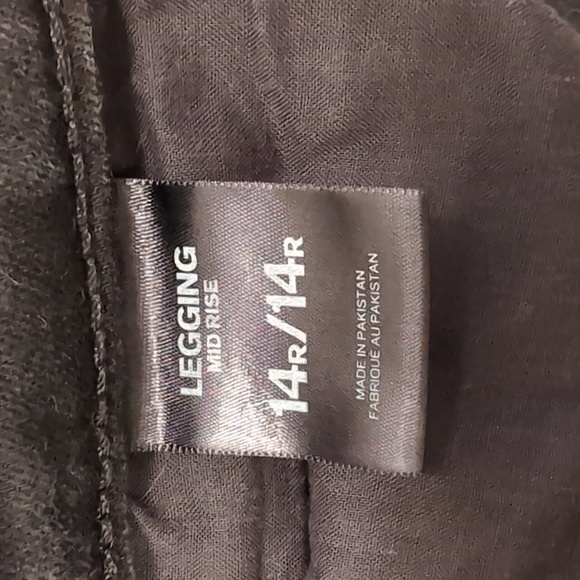 LEGGING
MID RISE
14R/14R
MADE IN PAKISTAN
FABRIQUE AU PAKISTAN